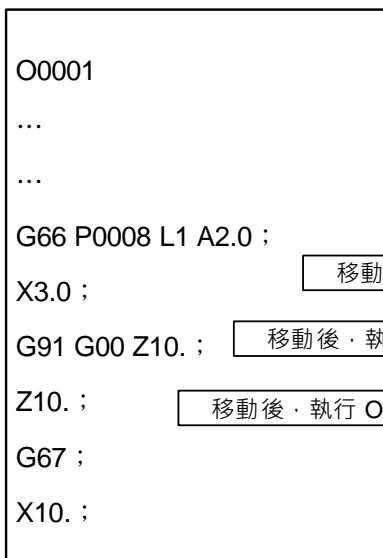 O0001
…
…
G66 P0008 L1 A2.0；
移動
X3.0；
G91 G00 Z10.； 移動後，執
Z10.； 移動後，執行 O
G67；
X10.；